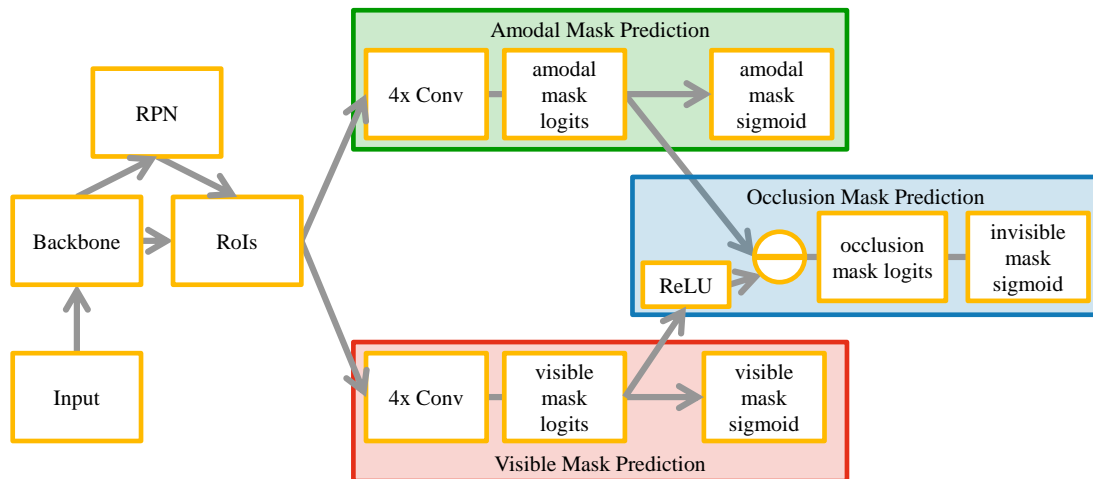 Amodal Mask Prediction
4x Conv
amodal
mask
logits
amodal
mask
sigmoid
RPN
Backbone
RoIs
Input
Occlusion Mask Prediction
ReLU
occlusion
mask logits
invisible
mask
sigmoid
4x Conv
visible
mask
logits
visible
mask
sigmoid
Visible Mask Prediction